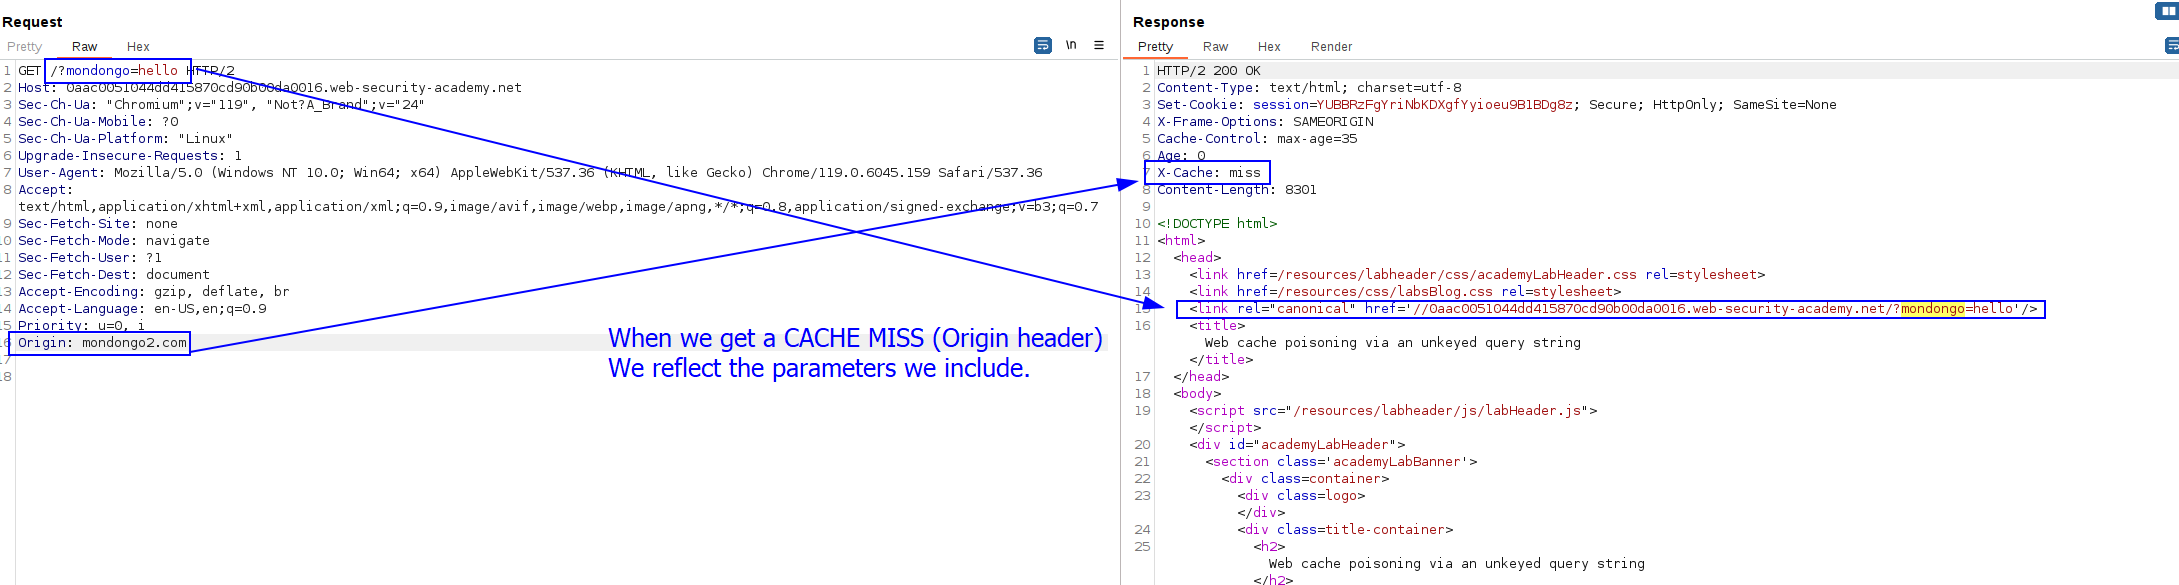 Request
Pretty Raw Hex \n ≡
1 GET /?mondongo=hello HTTP/2
2 Host: 0aac0051044dd415870cd90b00da0016.web-security-academy.net
3 Sec-Ch-Ua: "Chromium";v="119", "Not?A_Brand";v="24"
4 Sec-Ch-Ua-Mobile: ?0
5 Sec-Ch-Ua-Platform: "Linux"
6 Upgrade-Insecure-Requests: 1
7 User-Agent: Mozilla/5.0 (Windows NT 10.0; Win64; x64) AppleWebKit/537.36 (KHTML, like Gecko) Chrome/119.0.6045.159 Safari/537.36
8 Accept:
text/html,application/xhtml+xml,application/xml;q=0.9,image/avif,image/webp,image/apng,*/*;q=0.8,application/signed-exchange;v=b3;q=0.7
9 Sec-Fetch-Site: none
10 Sec-Fetch-Mode: navigate
11 Sec-Fetch-User: ?1
12 Sec-Fetch-Dest: document
13 Accept-Encoding: gzip, deflate, br
14 Accept-Language: en-US,en;q=0.9
15 Priority: u=0, i
16 Origin: mondongo2.com
17
18
When we get a CACHE MISS (Origin header)
We reflect the parameters we include.
Response
Pretty Raw Hex Render
1 HTTP/2 200 OK
2 Content-Type: text/html; charset=utf-8
3 Set-Cookie: session=YUBBRzFgYriNbKDXgfYyioeu9B1BDg8z; Secure; HttpOnly; SameSite=None
4 X-Frame-Options: SAMEORIGIN
5 Cache-Control: max-age=35
6 Age: 0
7 X-Cache: miss
8 Content-Length: 8301
9
10 <!DOCTYPE html>
11 <html>
12 <head>
13 <link href=/resources/labheader/css/academyLabHeader.css rel=stylesheet>
14 <link href=/resources/css/labsBlog.css rel=stylesheet>
15 <link rel="canonical" href='//0aac0051044dd415870cd90b00da0016.web-security-academy.net/?mondongo=hello'/>
16 <title>
Web cache poisoning via an unkeyed query string
</title>
17 </head>
18 <body>
19 <script src="/resources/labheader/js/labHeader.js">
</script>
20 <div id="academyLabHeader">
21 <section class='academyLabBanner'>
22 <div class=container>
23 <div class=logo>
</div>
24 <div class=title-container>
25 <h2>
Web cache poisoning via an unkeyed query string
</h2>